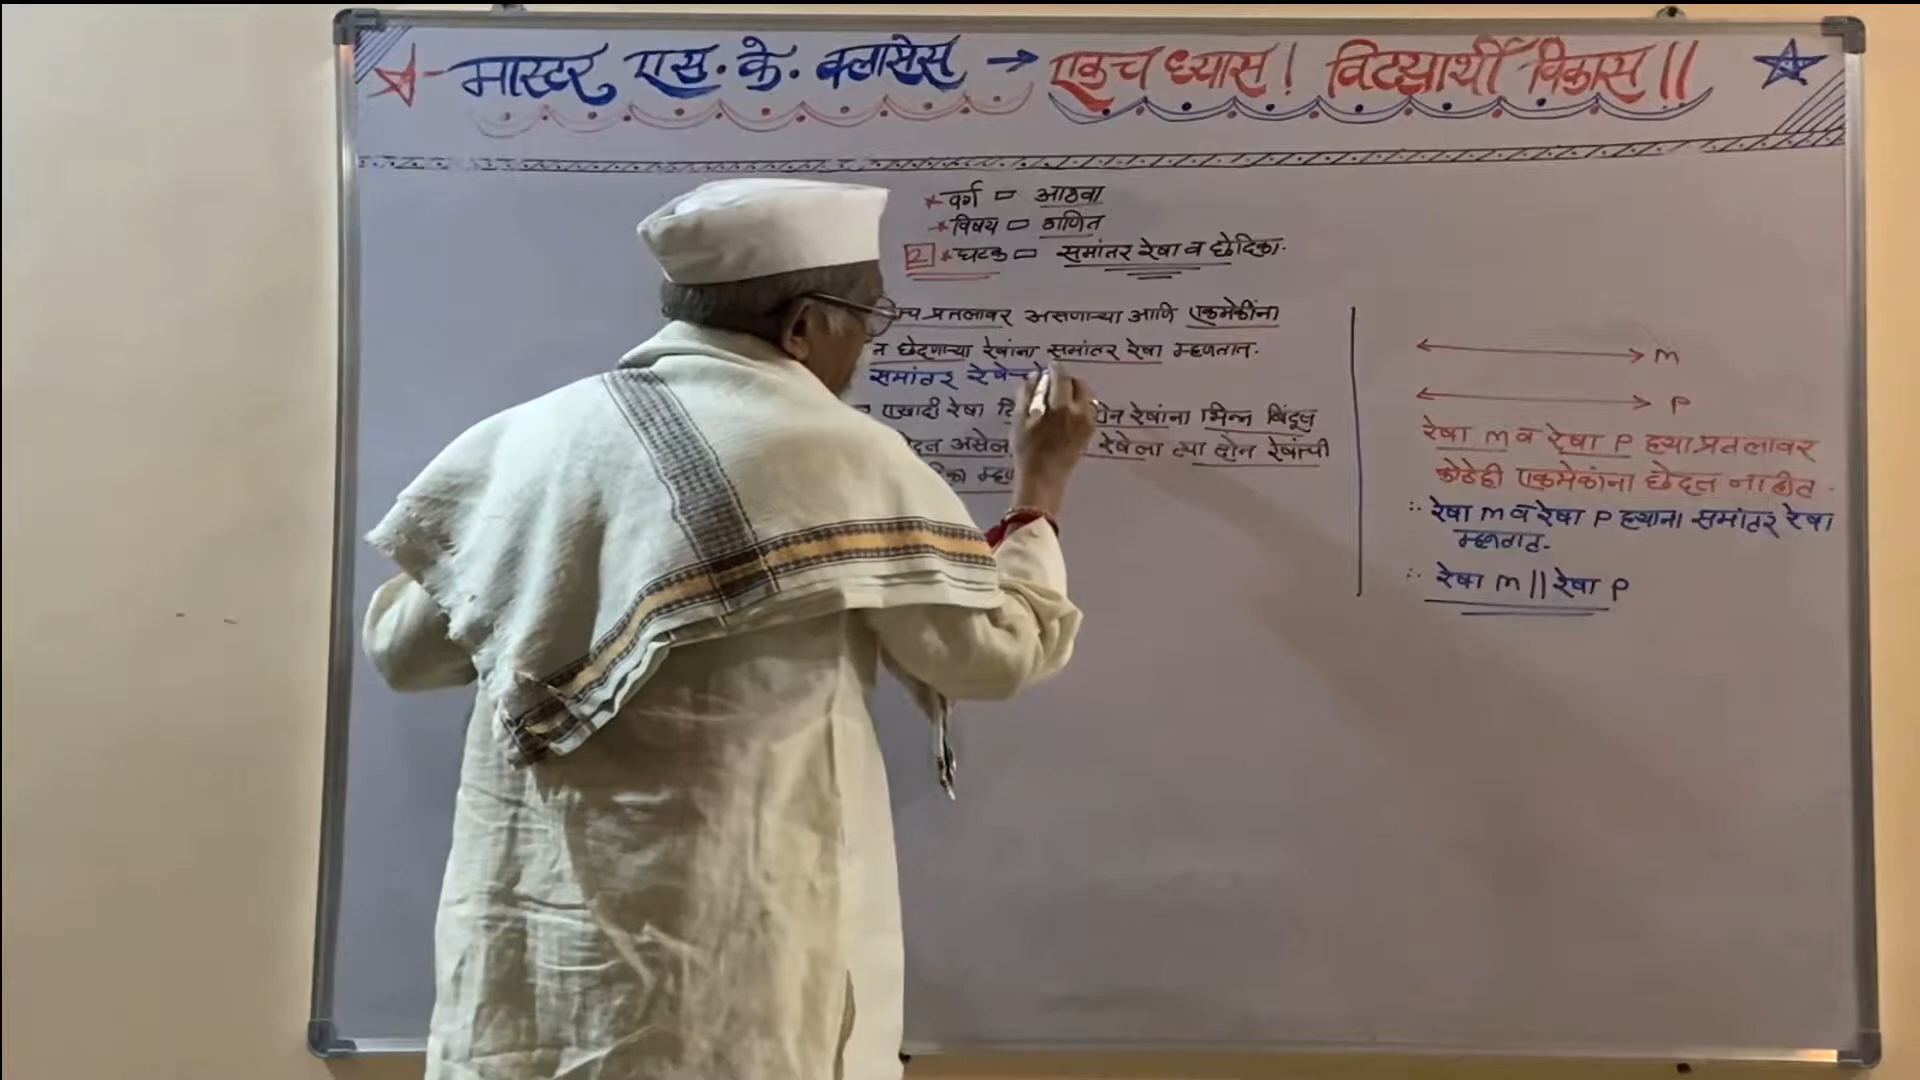 मास्टर एस. के. क्लासेस → एकच ध्यास! विद्यार्थी विकास ||
* वर्ग ▭ आठवा
* विषय ▭ गणित
2 * घटक ▭ समांतर रेषा व छेदिका.
प्रतलावर असणाऱ्या आणि एकमेकींना
न छेदणाऱ्या रेषांना समांतर रेषा म्हणतात.
समांतर रेषेच
एखादी रेषा दोन रेषांना भिन्न बिंदूत
असेल रेषेला त्या दोन रेषांची
m
p
रेषा m व रेषा p ह्या प्रतलावर
कोठेही एकमेकांना छेदत नाहीत.
∴ रेषा m व रेषा p ह्यांना समांतर रेषा
म्हणतात.
∴ रेषा m || रेषा p